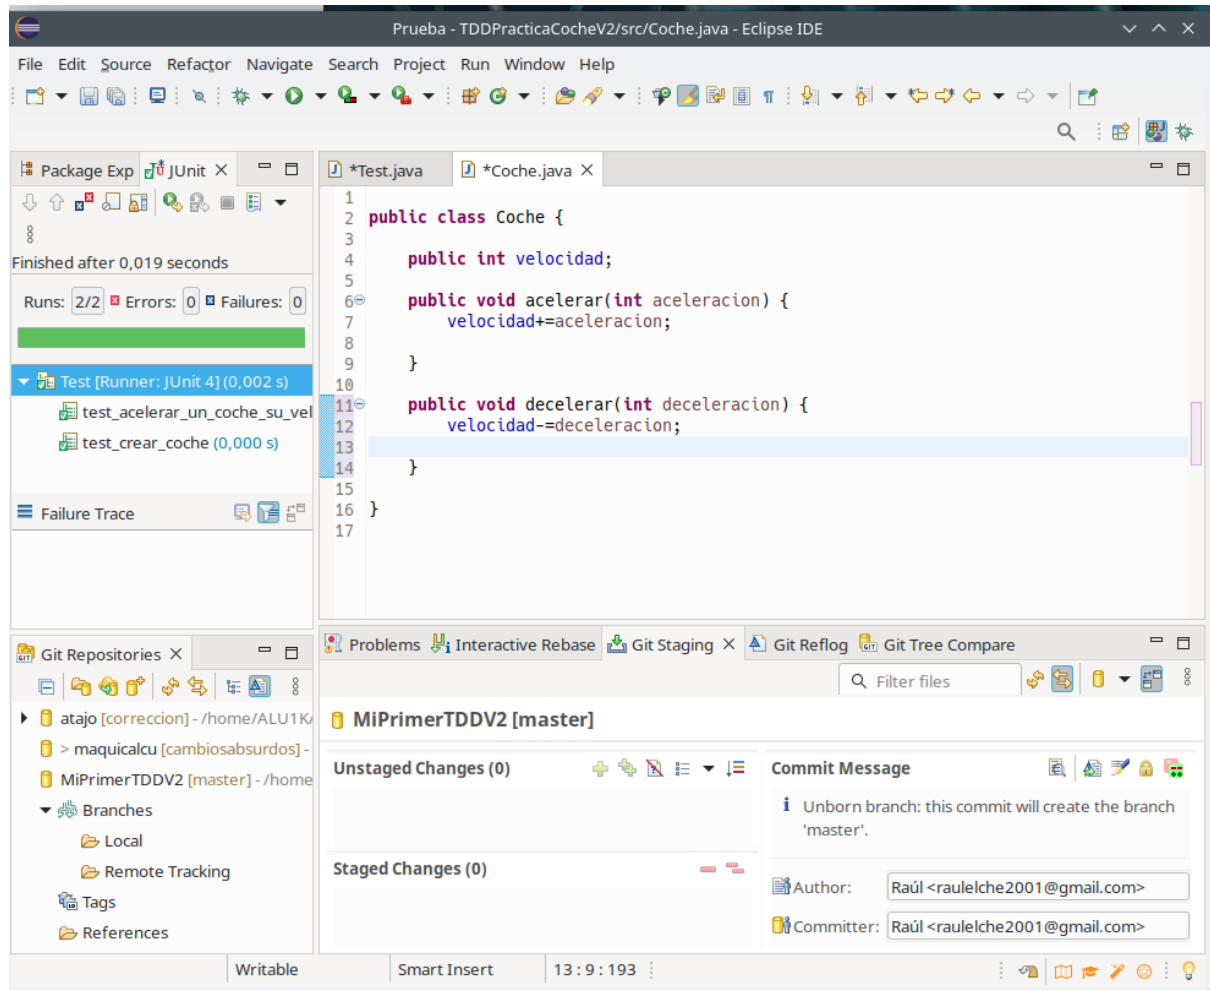 Prueba - TDDPracticaCocheV2/src/Coche.java - Eclipse IDE
File Edit Source Refactor Navigate Search Project Run Window Help
Package Exp JUnit
Finished after 0,019 seconds
Runs: 2/2 Errors: 0 Failures: 0
Test [Runner: JUnit 4] (0,002 s)
test_acelerar_un_coche_su_vel
test_crear_coche (0,000 s)
Failure Trace
*Test.java *Coche.java
1
2 public class Coche {
3
4 public int velocidad;
5
6 public void acelerar(int aceleracion) {
7 velocidad+=aceleracion;
8
9 }
10
11 public void decelerar(int deceleracion) {
12 velocidad-=deceleracion;
13
14 }
15
16 }
17
Git Repositories
atajo [correccion] - /home/ALU1K/
> maquicalcu [cambiosabsurdos] -
MiPrimerTDDV2 [master] - /home
Branches
Local
Remote Tracking
Tags
References
Problems Interactive Rebase Git Staging Git Reflog Git Tree Compare
Filter files
MiPrimerTDDV2 [master]
Unstaged Changes (0)
Staged Changes (0)
Commit Message
Unborn branch: this commit will create the branch
'master'.
Author: Raúl <raulelche2001@gmail.com>
Committer: Raúl <raulelche2001@gmail.com>
Writable Smart Insert 13 : 9 : 193